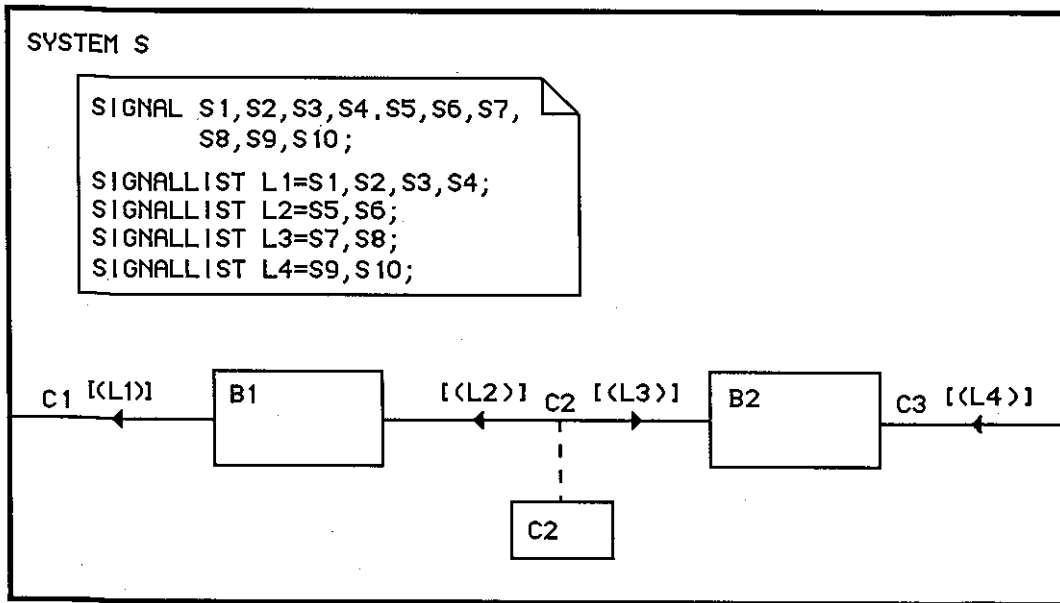 SYSTEM S
SIGNAL S1,S2,S3,S4.S5,S6,S7,
S8,S9,S10;
SIGNALLIST L1=S1,S2,S3,S4;
SIGNALLIST L2=S5,S6;
SIGNALLIST L3=S7,S8;
SIGNALLIST L4=S9,S10;
C1 [(L1)] B1 [(L2)] C2 [(L3)] B2 C3 [(L4)]
C2